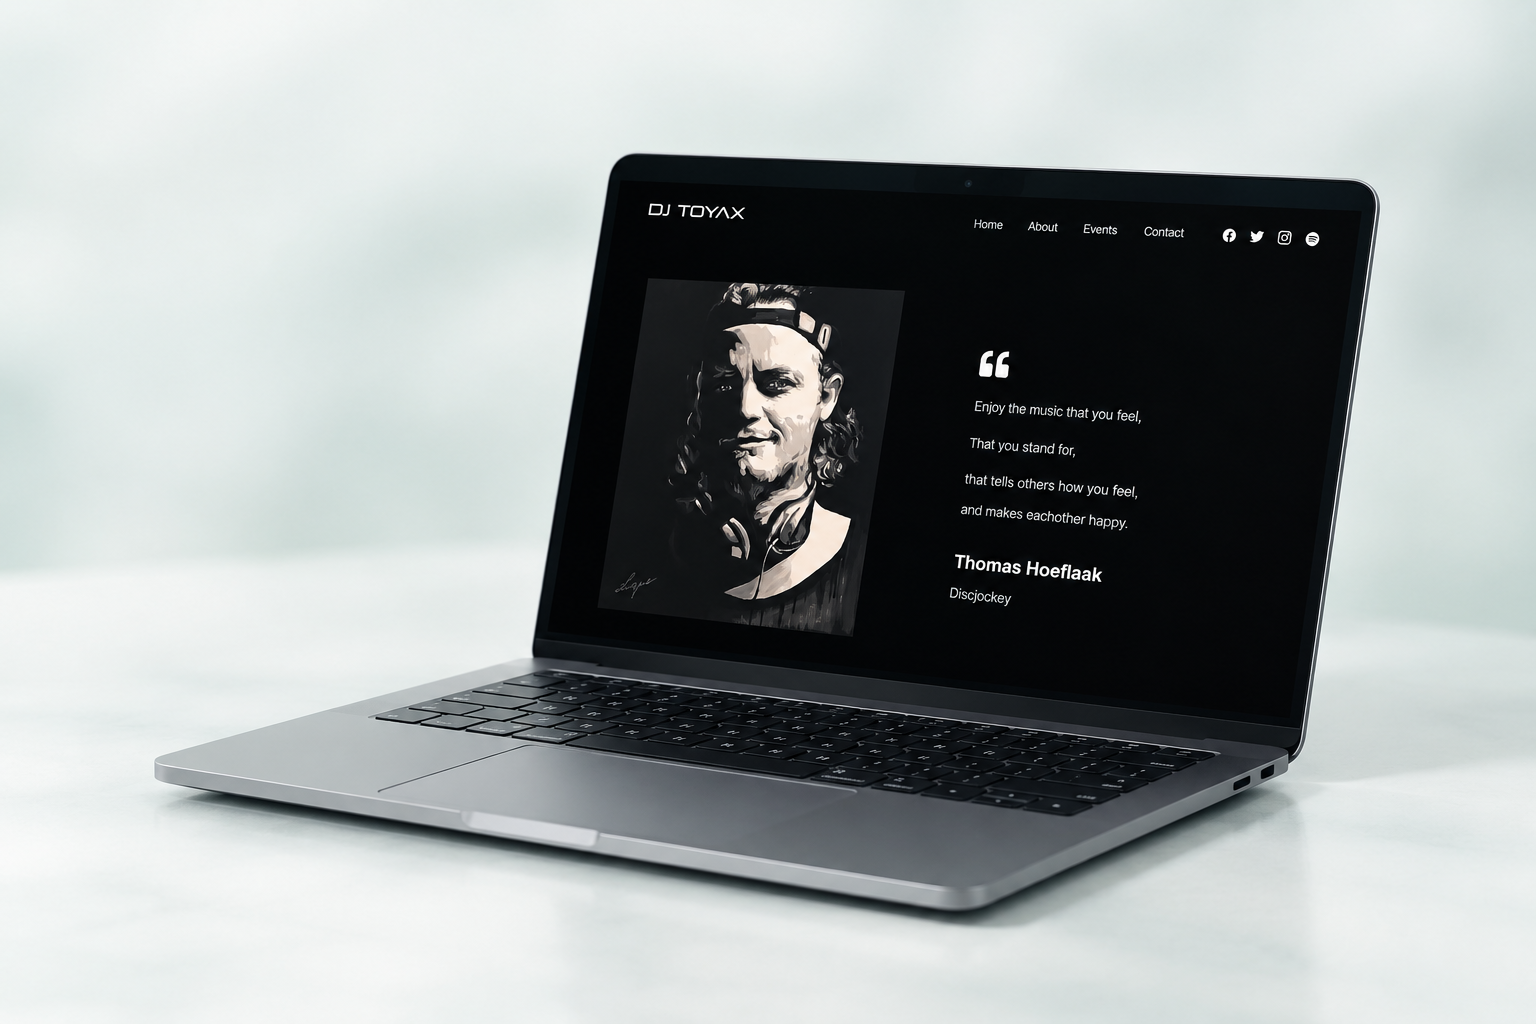 DJ TOYAX
Home About Events Contact
“
Enjoy the music that you feel,
That you stand for,
that tells others how you feel,
and makes eachother happy.
Thomas Hoeflaak
Discjockey